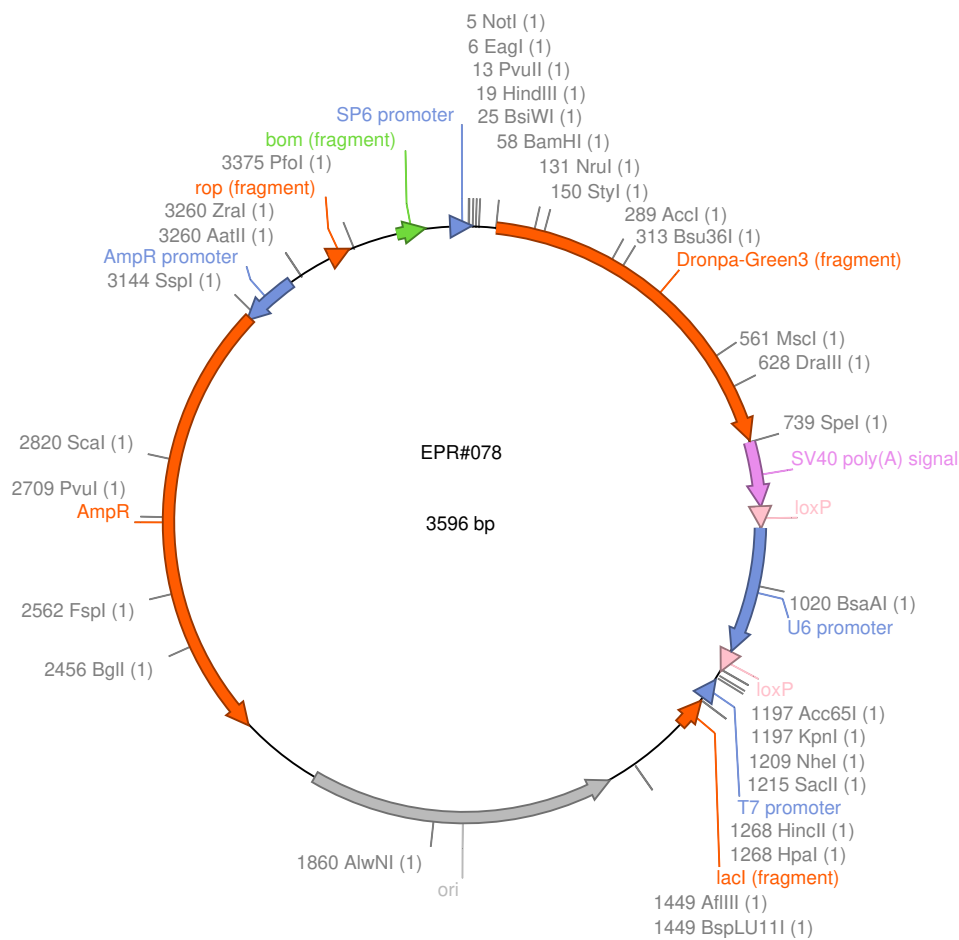 5 NotI (1)
6 EagI (1)
13 PvuII (1)
19 HindIII (1)
SP6 promoter
25 BsiWI (1)
bom (fragment)
58 BamHI (1)
3375 PfoI (1)
131 NruI (1)
rop (fragment)
150 StyI (1)
3260 ZraI (1)
289 AccI (1)
3260 AatII (1)
313 Bsu36I (1)
AmpR promoter
Dronpa-Green3 (fragment)
3144 SspI (1)
561 MscI (1)
628 DraIII (1)
739 SpeI (1)
2820 ScaI (1)
EPR#078
SV40 poly(A) signal
2709 PvuI (1)
AmpR
loxP
3596 bp
1020 BsaAI (1)
2562 FspI (1)
U6 promoter
2456 BglI (1)
loxP
1197 Acc65I (1)
1197 KpnI (1)
1209 NheI (1)
1215 SacII (1)
T7 promoter
1268 HincII (1)
1268 HpaI (1)
1860 AlwNI (1)
lacI (fragment)
ori
1449 AflIII (1)
1449 BspLU11I (1)